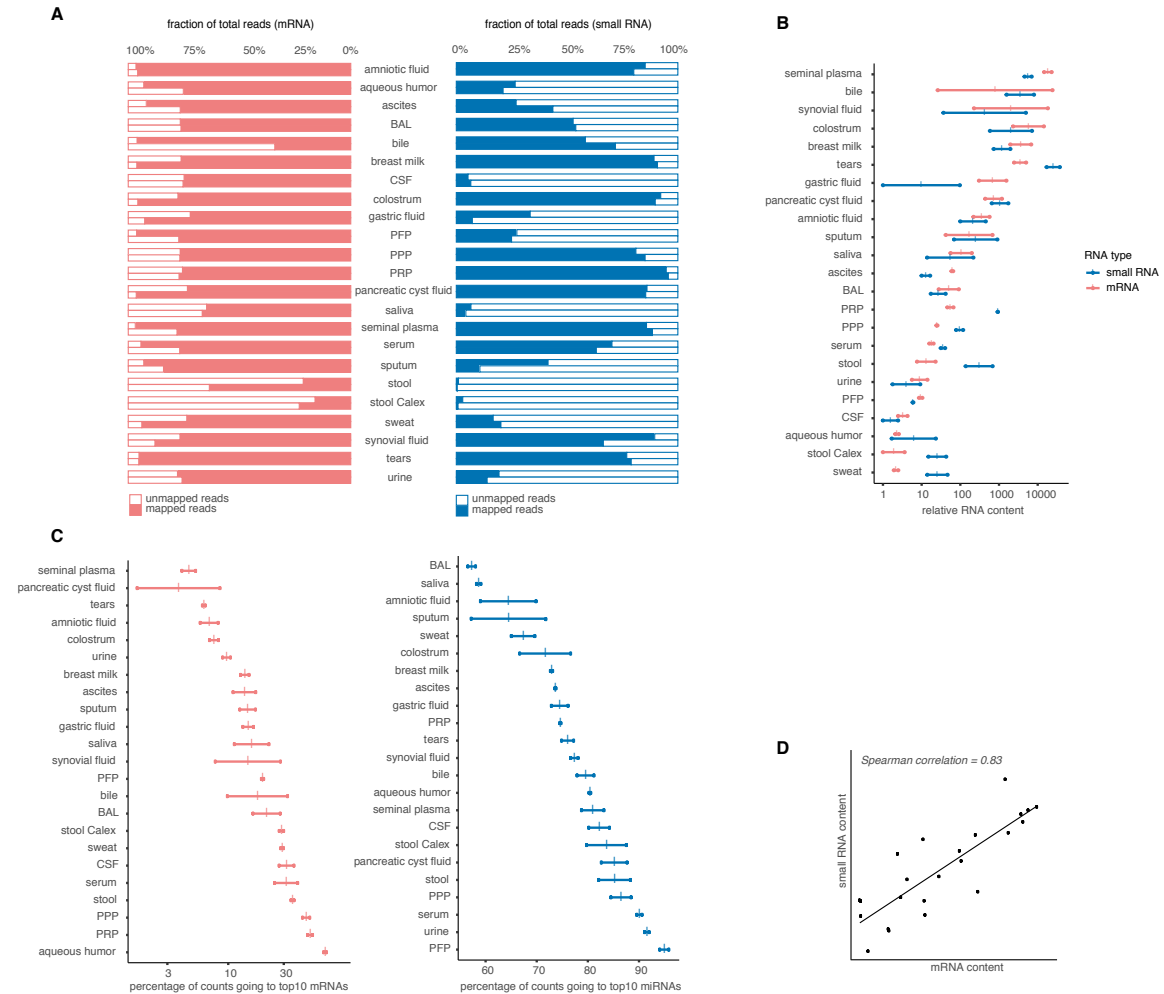 A
fraction of total reads (mRNA)
fraction of total reads (small RNA)
100% 75% 50% 25% 0%
0% 25% 50% 75% 100%
amniotic fluid
aqueous humor
ascites
BAL
bile
breast milk
CSF
colostrum
gastric fluid
PFP
PPP
PRP
pancreatic cyst fluid
saliva
seminal plasma
serum
sputum
stool
stool Calex
sweat
synovial fluid
tears
urine
unmapped reads
mapped reads
unmapped reads
mapped reads
B
seminal plasma
bile
synovial fluid
colostrum
breast milk
tears
gastric fluid
pancreatic cyst fluid
amniotic fluid
sputum
saliva
ascites
BAL
PRP
PPP
serum
stool
urine
PFP
CSF
aqueous humor
stool Calex
sweat
1 10 100 1000 10000
relative RNA content
RNA type
small RNA
mRNA
C
seminal plasma
pancreatic cyst fluid
tears
amniotic fluid
colostrum
urine
breast milk
ascites
sputum
gastric fluid
saliva
synovial fluid
PFP
bile
BAL
stool Calex
sweat
CSF
serum
stool
PPP
PRP
aqueous humor
3 10 30
percentage of counts going to top10 mRNAs
BAL
saliva
amniotic fluid
sputum
sweat
colostrum
breast milk
ascites
gastric fluid
PRP
tears
synovial fluid
bile
aqueous humor
seminal plasma
CSF
stool Calex
pancreatic cyst fluid
stool
PPP
serum
urine
PFP
60 70 80 90
percentage of counts going to top10 miRNAs
D
Spearman correlation = 0.83
small RNA content
mRNA content